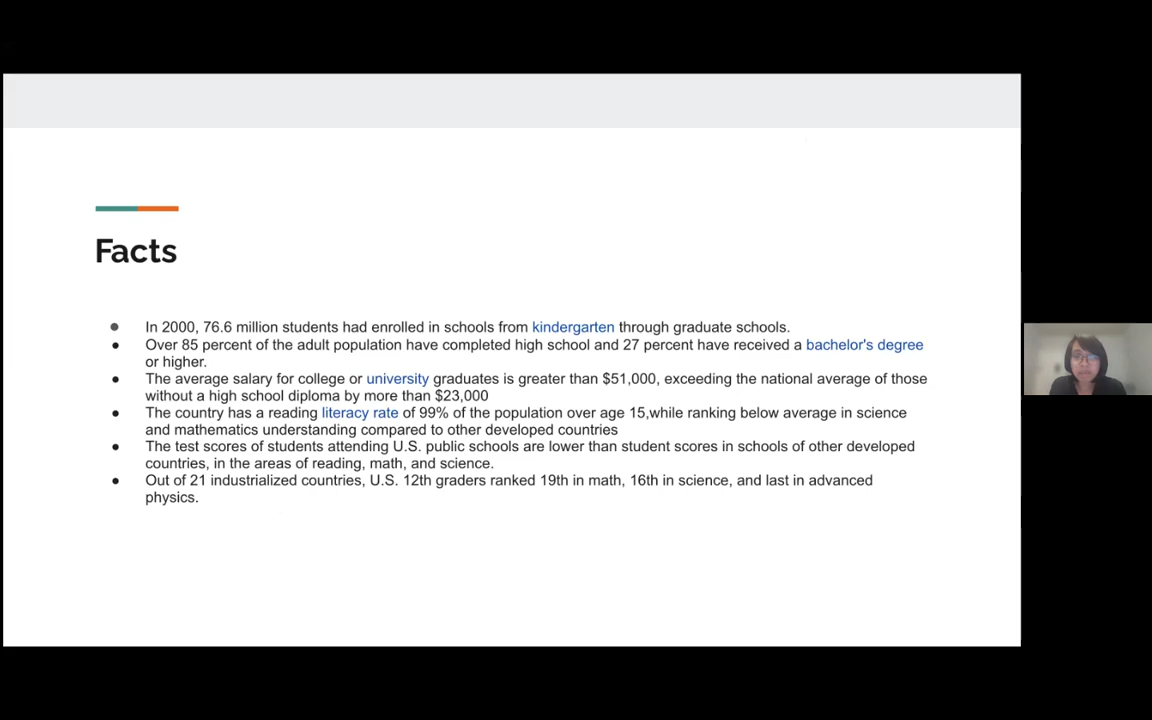 Facts
In 2000, 76.6 million students had enrolled in schools from kindergarten through graduate schools.
Over 85 percent of the adult population have completed high school and 27 percent have received a bachelor's degree
or higher.
The average salary for college or university graduates is greater than $51,000, exceeding the national average of those
without a high school diploma by more than $23,000
The country has a reading literacy rate of 99% of the population over age 15,while ranking below average in science
and mathematics understanding compared to other developed countries
The test scores of students attending U.S. public schools are lower than student scores in schools of other developed
countries, in the areas of reading, math, and science.
Out of 21 industrialized countries, U.S. 12th graders ranked 19th in math, 16th in science, and last in advanced
physics.